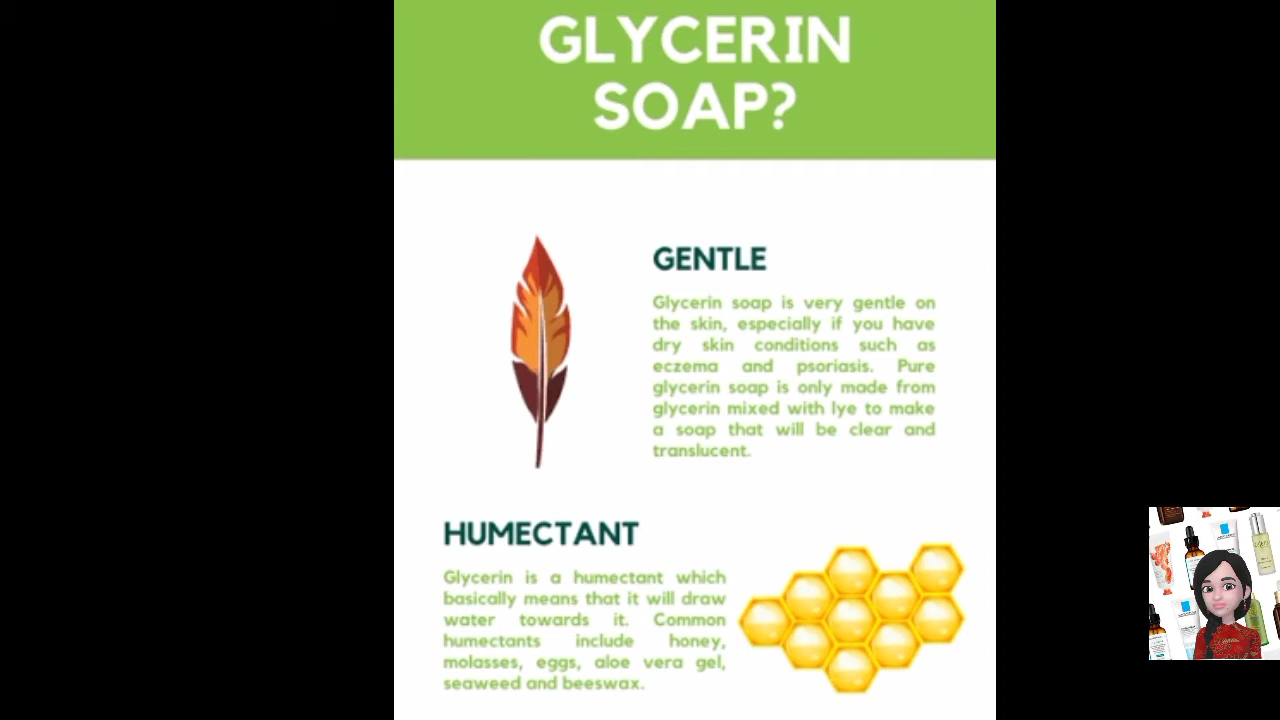 GLYCERIN
SOAP?
GENTLE
Glycerin soap is very gentle on
the skin, especially if you have
dry skin conditions such as
eczema and psoriasis. Pure
glycerin soap is only made from
glycerin mixed with lye to make
a soap that will be clear and
translucent.
HUMECTANT
Glycerin is a humectant which
basically means that it will draw
water towards it. Common
humectants include honey,
molasses, eggs, aloe vera gel,
seaweed and beeswax.